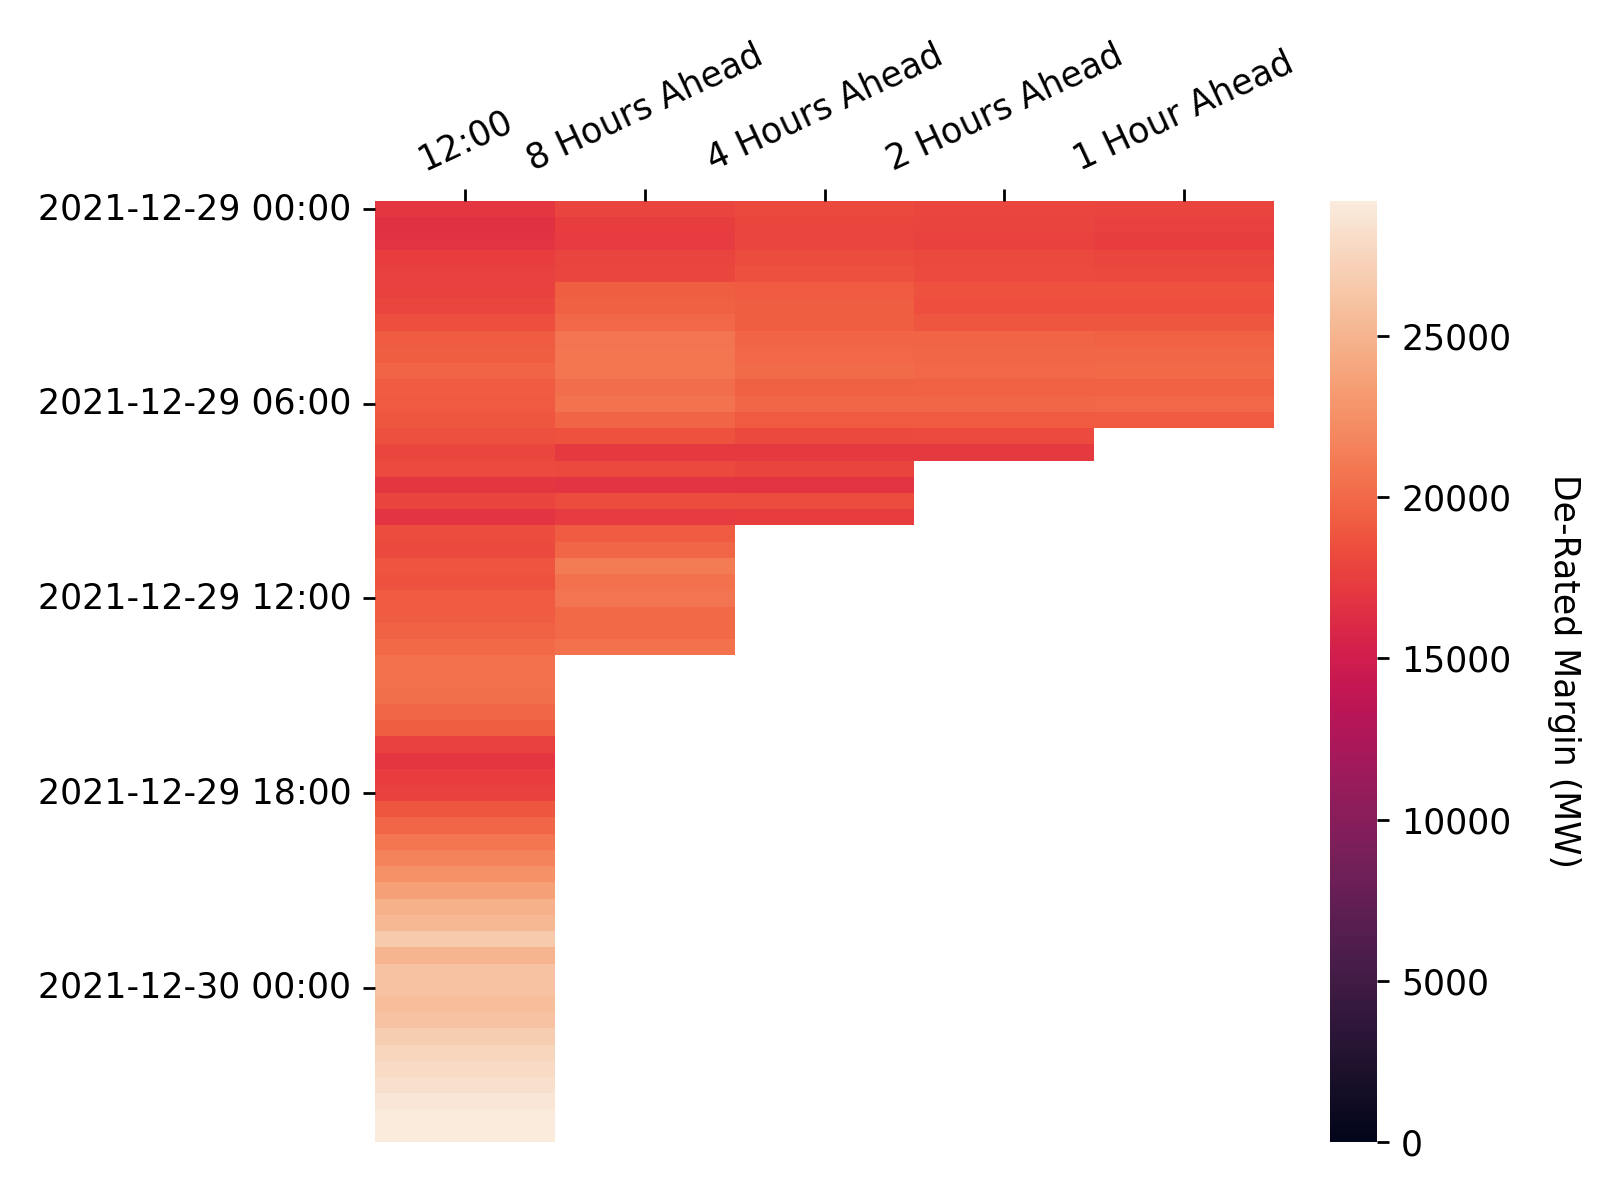 12:00
8 Hours Ahead
4 Hours Ahead
2 Hours Ahead
1 Hour Ahead
2021-12-29 00:00
2021-12-29 06:00
2021-12-29 12:00
2021-12-29 18:00
2021-12-30 00:00
25000
20000
15000
10000
5000
0
De-Rated Margin (MW)